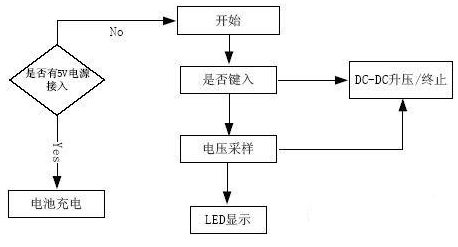 开始
No
是否有5V电源
接入
是否键入
DC-DC升压/终止
Yes
电压采样
电池充电
LED显示